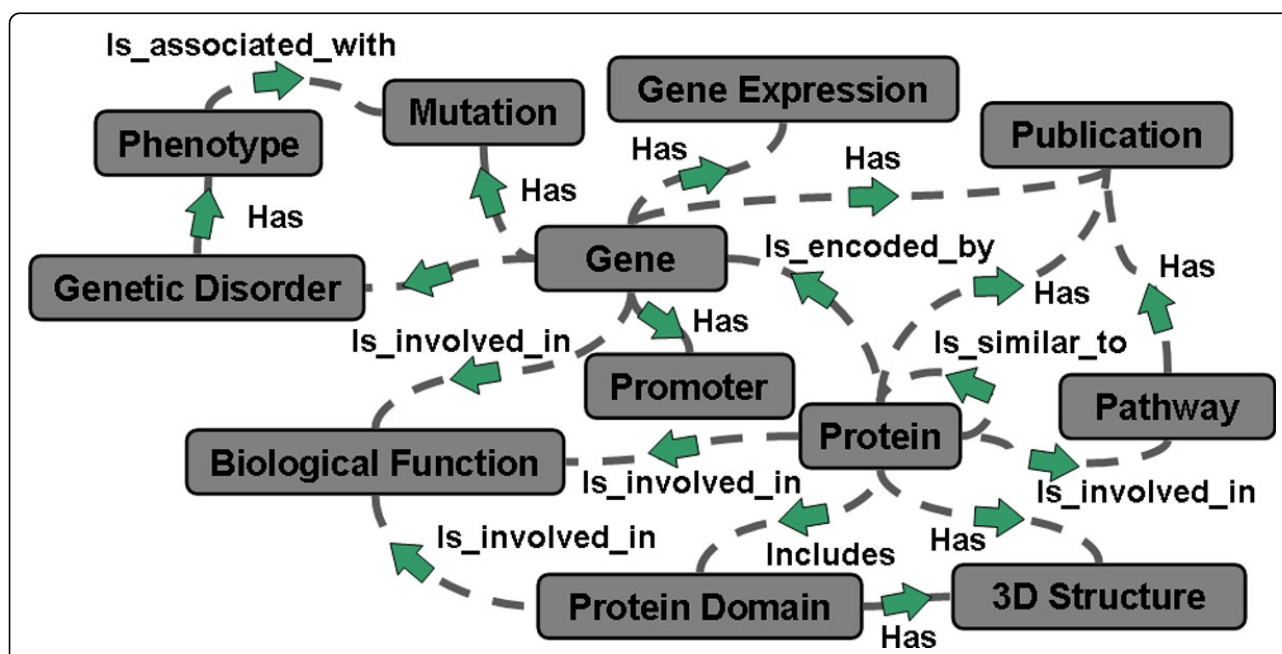 Is_associated_with
Gene Expression
Mutation
Publication
Phenotype
Has
Has
Has
Has
Is_encoded_by
Gene
Genetic Disorder
Has
Has
Has
Is_involved_in
Is_similar_to
Promoter
Pathway
Protein
Biological Function
Is_involved_in
Is_involved_in
Is_involved_in
Includes
Has
Protein Domain
3D Structure
Has